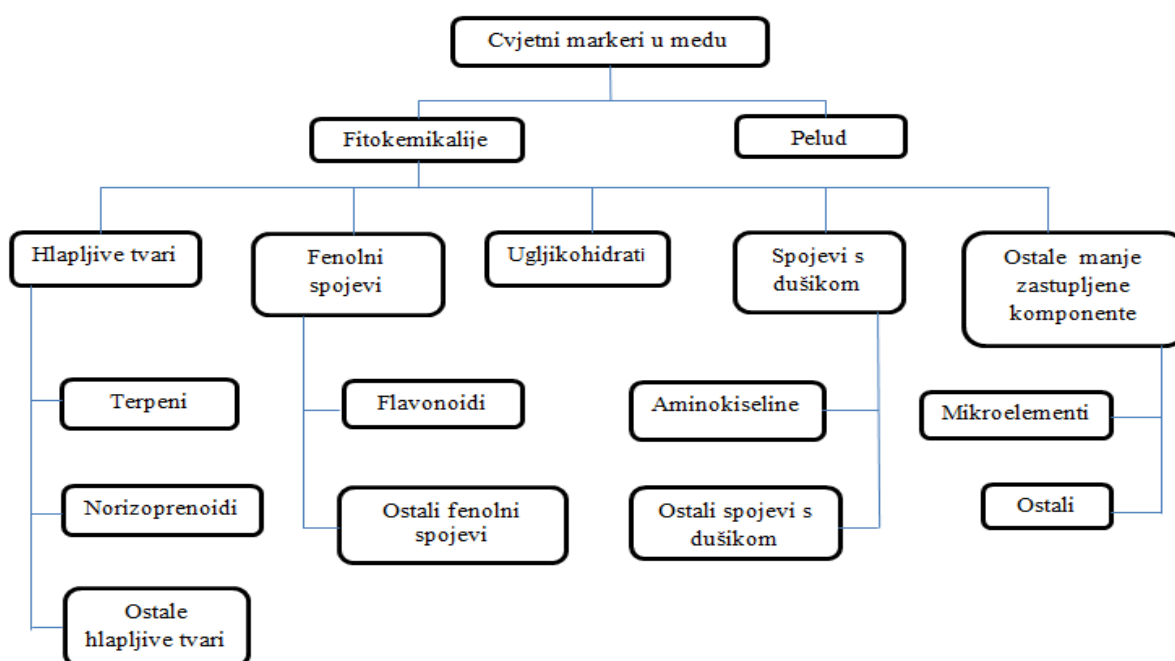 Cvjetni markeri u medu
Fitokemikalije
Pelud
Hlapljive tvari
Fenolni
spojevi
Ugljikohidrati
Spojevi s
dušikom
Ostale manje
zastupljene
komponente
Terpeni
Flavonoidi
Aminokiseline
Mikroelementi
Norizoprenoidi
Ostali fenolni
spojevi
Ostali spojevi s
dušikom
Ostali
Ostale
hlapljive tvari